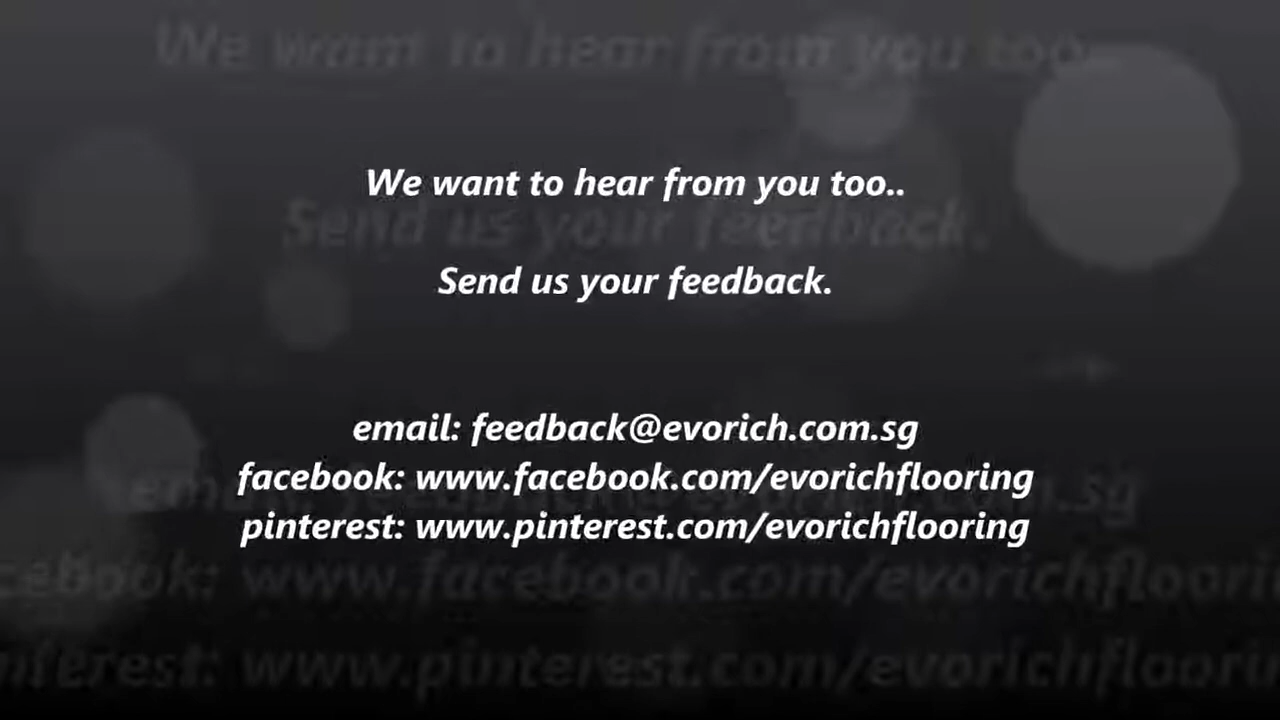 We want to hear from you too..
Send us your feedback.
email: feedback@evorich.com.sg
facebook: www.facebook.com/evorichflooring
pinterest: www.pinterest.com/evorichflooring